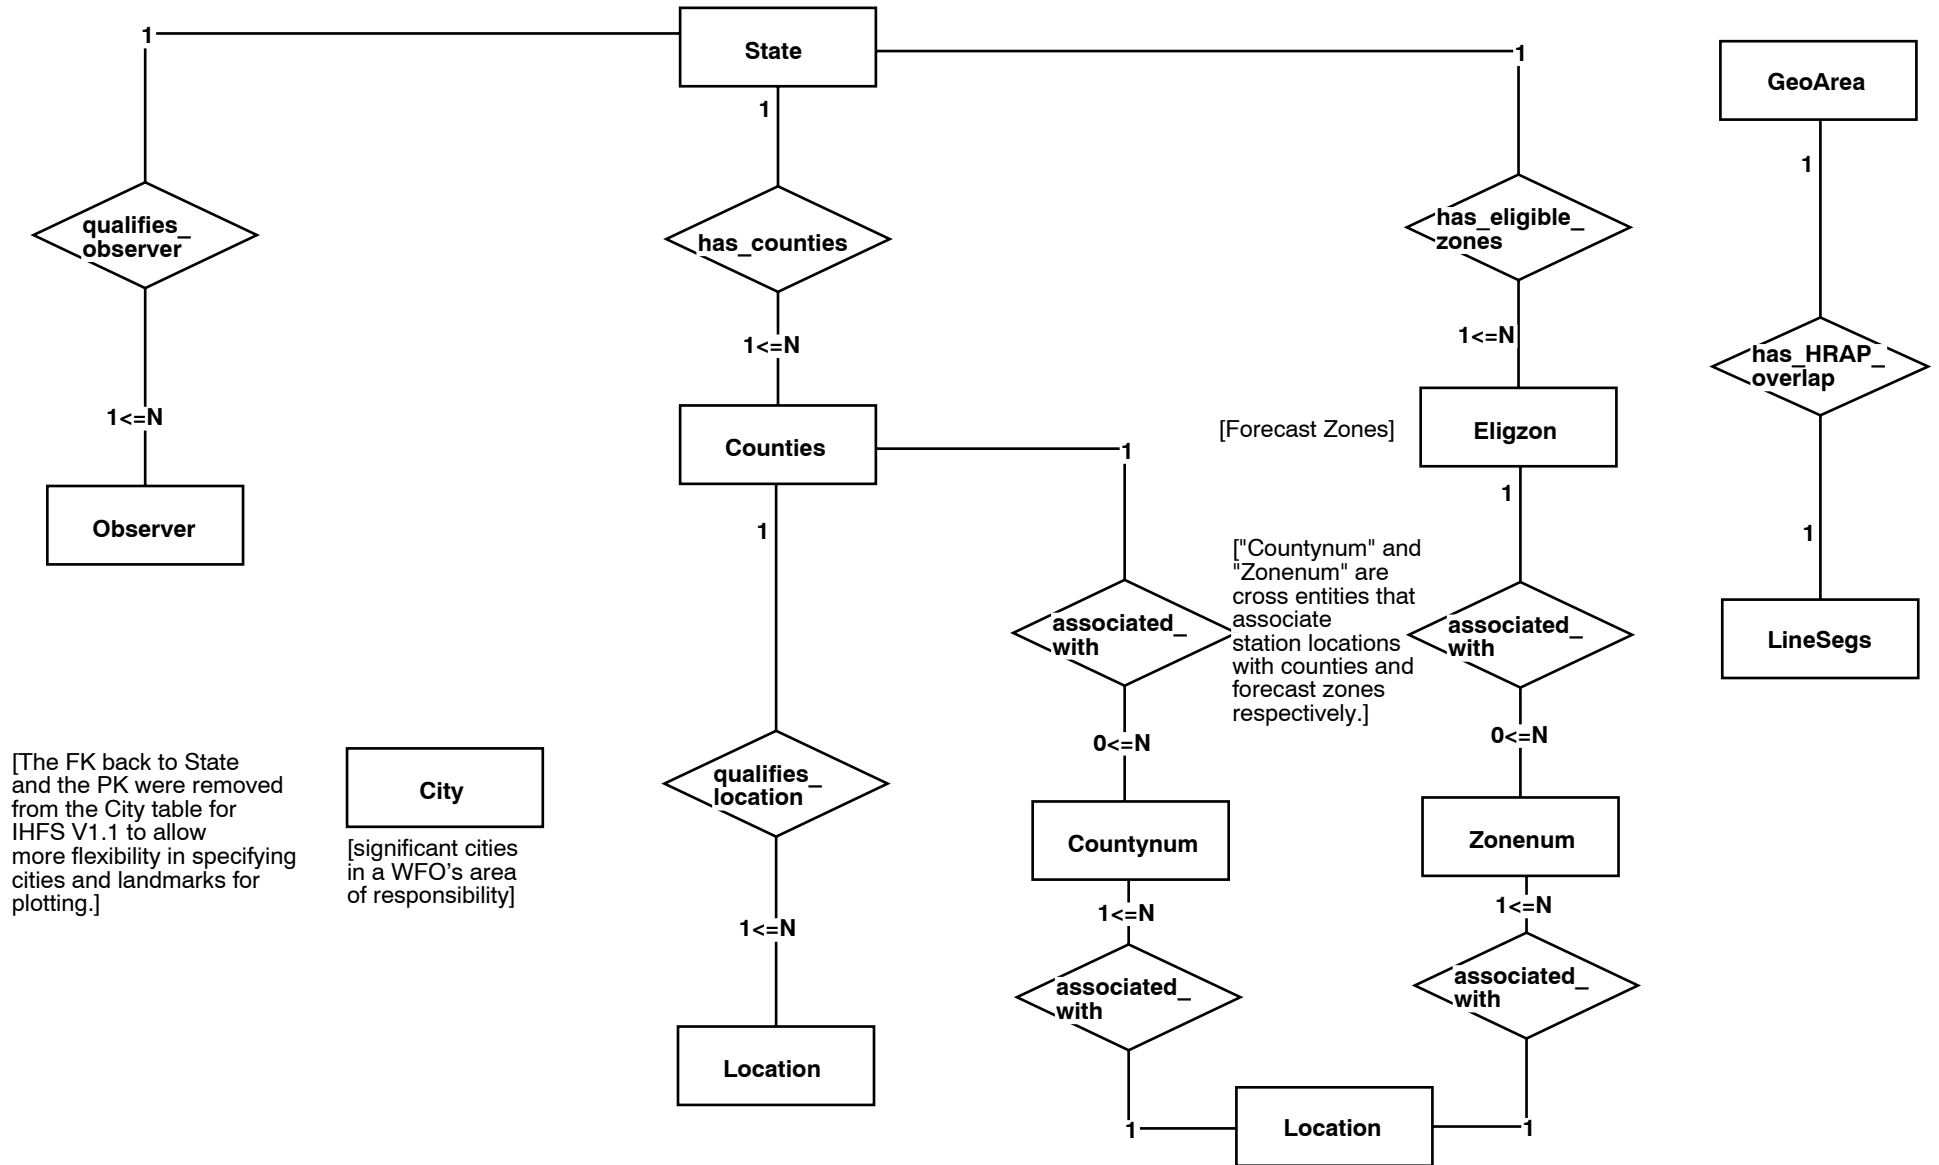 1
State
1
GeoArea
1
1
qualifies_
observer
has_counties
has_eligible_
zones
1<=N
1<=N
has_HRAP_
overlap
1<=N
Counties
1
[Forecast Zones]
Eligzon
Observer
1
1
1
["Countynum" and
"Zonenum" are
cross entities that
associate
station locations
with counties and
forecast zones
respectively.]
associated_
with
associated_
with
LineSegs
0<=N
0<=N
[The FK back to State
and the PK were removed
from the City table for
IHFS V1.1 to allow
more flexibility in specifying
cities and landmarks for
plotting.]
City
[significant cities
in a WFO’s area
of responsibility]
qualifies_
location
Countynum
Zonenum
1<=N
1<=N
1<=N
associated_
with
associated_
with
Location
1
Location
1